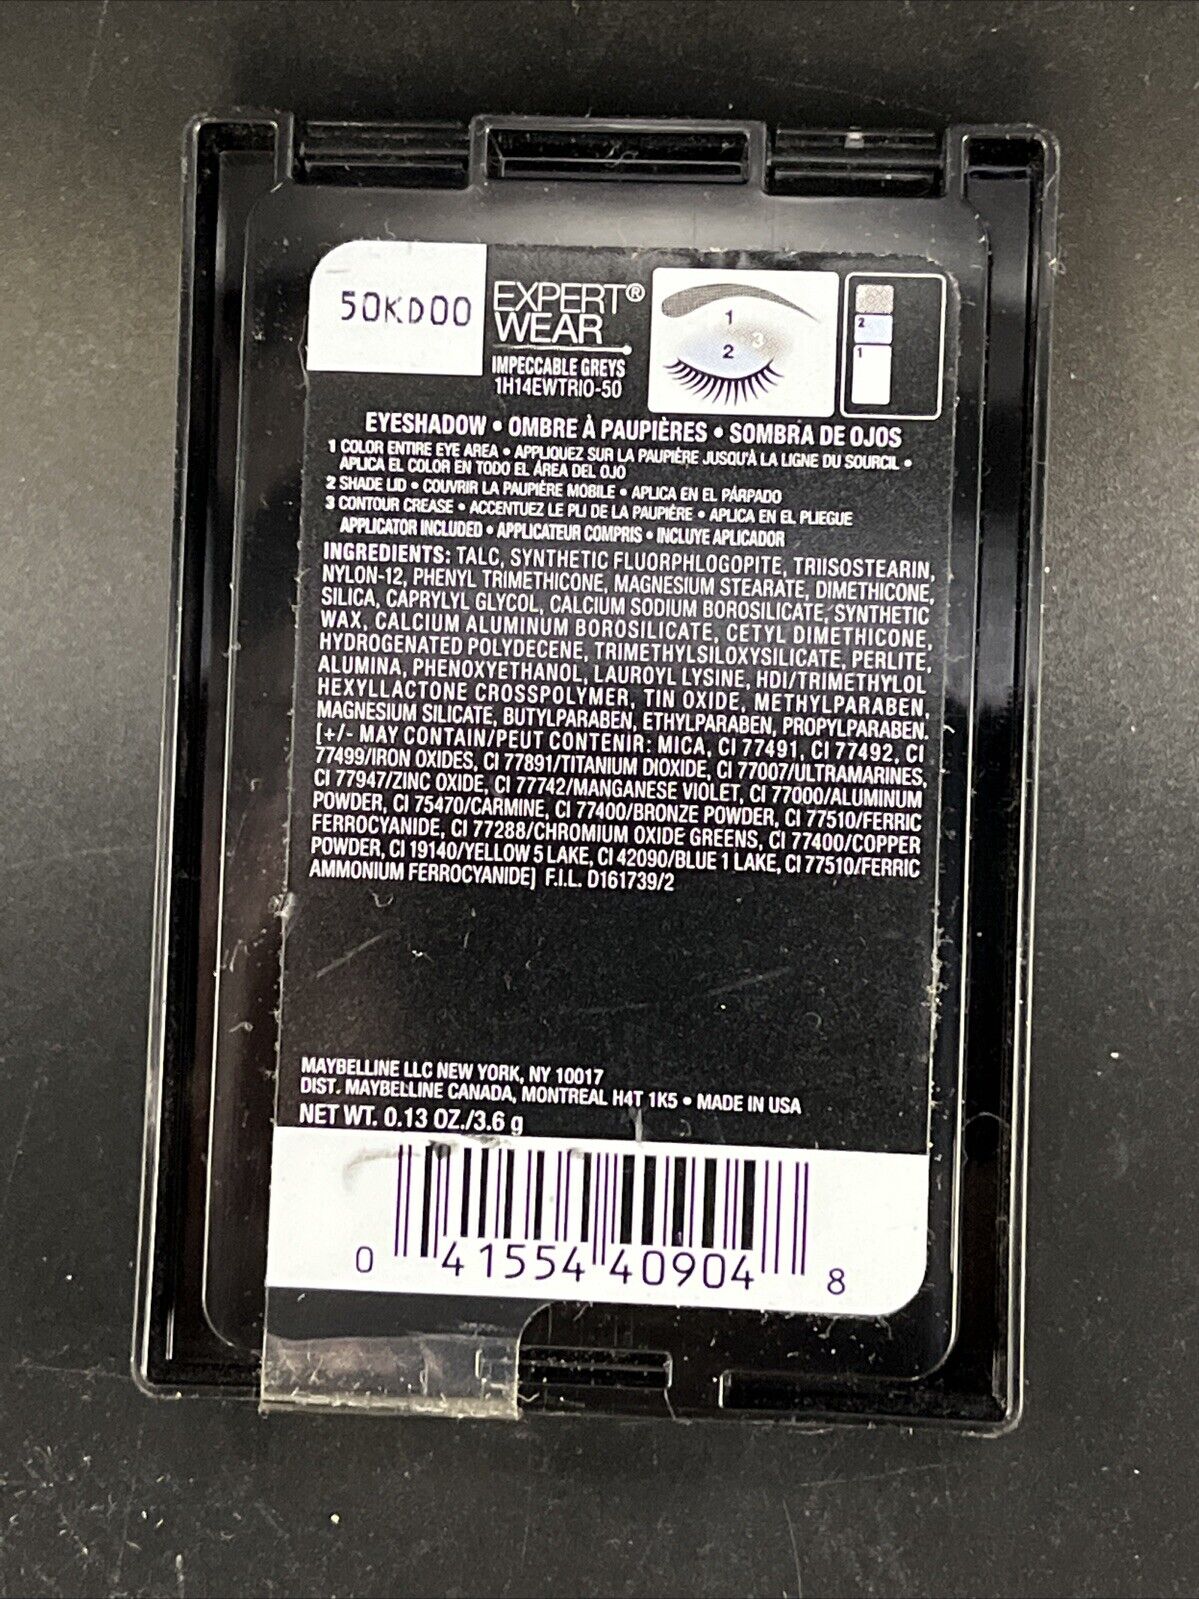 50KD00
EXPERT®
WEAR
IMPECCABLE GREYS
1H14EWTRIO-50
1
3
2
2
1
EYESHADOW • OMBRE À PAUPIÈRES • SOMBRA DE OJOS
1 COLOR ENTIRE EYE AREA • APPLIQUEZ SUR LA PAUPIÈRE JUSQU'À LA LIGNE DU SOURCIL •
APLICA EL COLOR EN TODO EL ÁREA DEL OJO
2 SHADE LID • COUVRIR LA PAUPIÈRE MOBILE • APLICA EN EL PÁRPADO
3 CONTOUR CREASE • ACCENTUEZ LE PLI DE LA PAUPIÈRE • APLICA EN EL PLIEGUE
APPLICATOR INCLUDED • APPLICATEUR COMPRIS • INCLUYE APLICADOR
INGREDIENTS: TALC, SYNTHETIC FLUORPHLOGOPITE, TRIISOSTEARIN,
NYLON-12, PHENYL TRIMETHICONE, MAGNESIUM STEARATE, DIMETHICONE,
SILICA, CAPRYLYL GLYCOL, CALCIUM SODIUM BOROSILICATE, SYNTHETIC
WAX, CALCIUM ALUMINUM BOROSILICATE, CETYL DIMETHICONE,
HYDROGENATED POLYDECENE, TRIMETHYLSILOXYSILICATE, PERLITE,
ALUMINA, PHENOXYETHANOL, LAUROYL LYSINE, HDI/TRIMETHYLOL
HEXYLLACTONE CROSSPOLYMER, TIN OXIDE, METHYLPARABEN,
MAGNESIUM SILICATE, BUTYLPARABEN, ETHYLPARABEN, PROPYLPARABEN.
[+/- MAY CONTAIN/PEUT CONTENIR: MICA, CI 77491, CI 77492, CI
77499/IRON OXIDES, CI 77891/TITANIUM DIOXIDE, CI 77007/ULTRAMARINES,
CI 77947/ZINC OXIDE, CI 77742/MANGANESE VIOLET, CI 77000/ALUMINUM
POWDER, CI 75470/CARMINE, CI 77400/BRONZE POWDER, CI 77510/FERRIC
FERROCYANIDE, CI 77288/CHROMIUM OXIDE GREENS, CI 77400/COPPER
POWDER, CI 19140/YELLOW 5 LAKE, CI 42090/BLUE 1 LAKE, CI 77510/FERRIC
AMMONIUM FERROCYANIDE] F.I.L. D161739/2
MAYBELLINE LLC NEW YORK, NY 10017
DIST. MAYBELLINE CANADA, MONTREAL H4T 1K5 • MADE IN USA
NET WT. 0.13 OZ./3.6 g
0 41554 40904 8